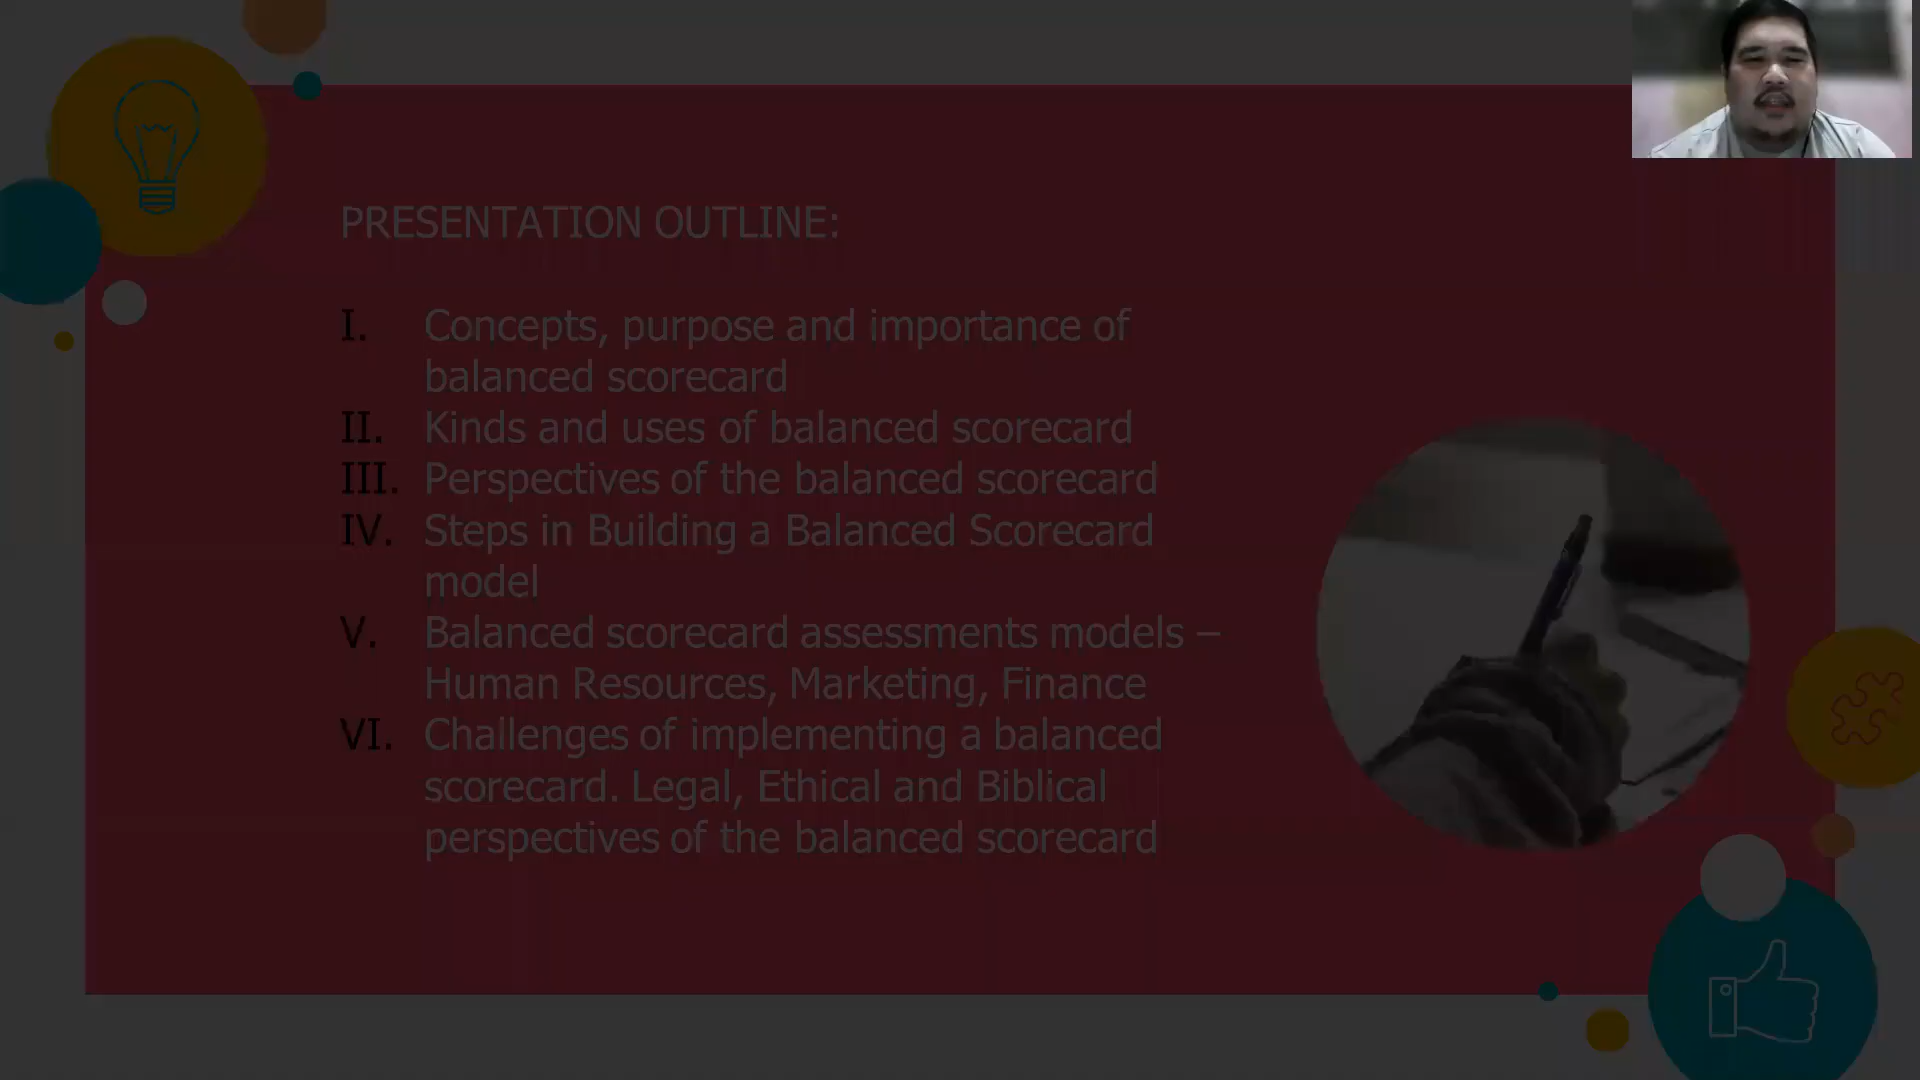 PRESENTATION OUTLINE:
I. Concepts, purpose and importance of
balanced scorecard
II. Kinds and uses of balanced scorecard
III. Perspectives of the balanced scorecard
IV. Steps in Building a Balanced Scorecard
model
V. Balanced scorecard assessments models –
Human Resources, Marketing, Finance
VI. Challenges of implementing a balanced
scorecard. Legal, Ethical and Biblical
perspectives of the balanced scorecard